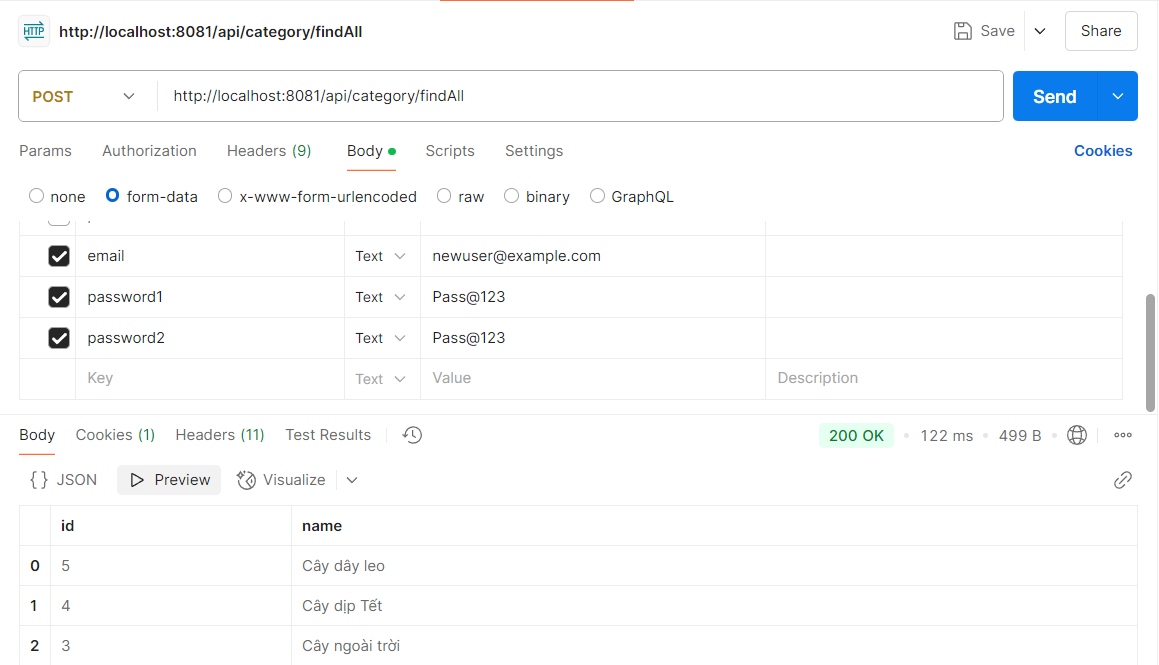 HTTP http://localhost:8081/api/category/findAll Save Share
POST http://localhost:8081/api/category/findAll Send
Params Authorization Headers (9) Body Scripts Settings Cookies
none form-data x-www-form-urlencoded raw binary GraphQL
email Text newuser@example.com
password1 Text Pass@123
password2 Text Pass@123
Key Text Value Description
Body Cookies (1) Headers (11) Test Results 200 OK 122 ms 499 B
{} JSON Preview Visualize
id name
0 5 Cây dây leo
1 4 Cây dịp Tết
2 3 Cây ngoài trời